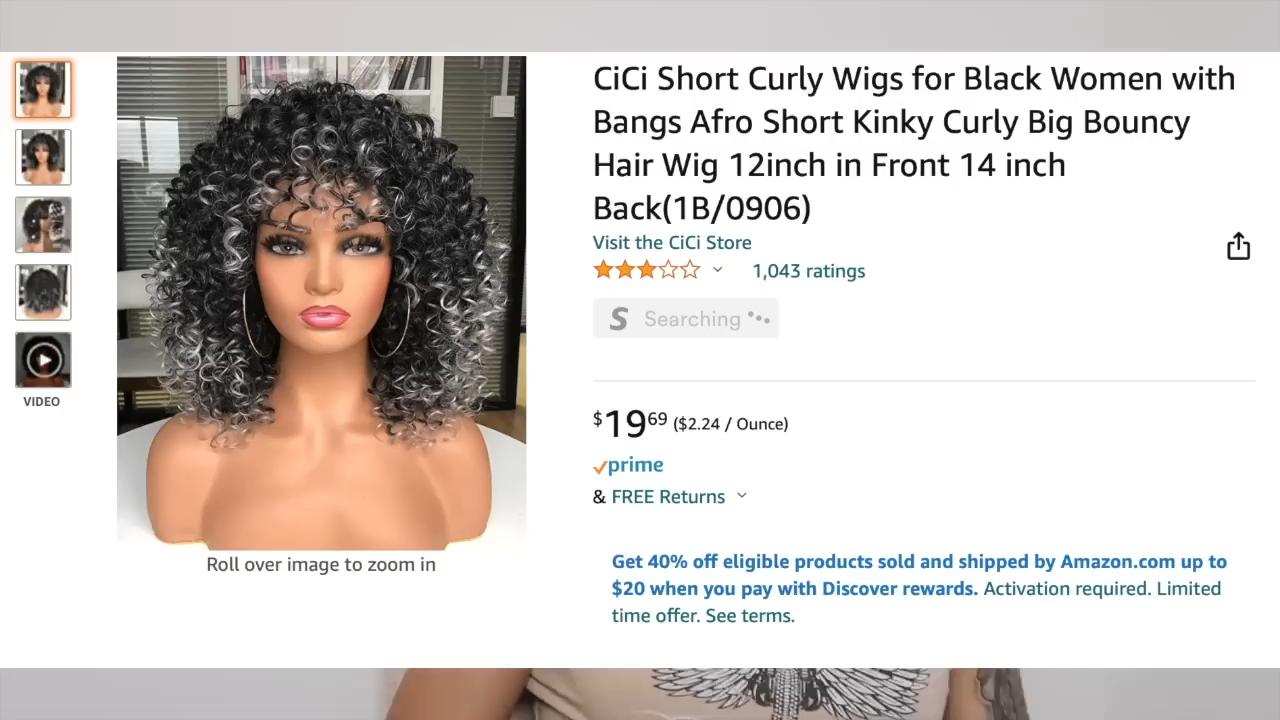 CiCi Short Curly Wigs for Black Women with
Bangs Afro Short Kinky Curly Big Bouncy
Hair Wig 12inch in Front 14 inch
Back(1B/0906)
Visit the CiCi Store
1,043 ratings
S Searching
$19 69 ($2.24 / Ounce)
prime
& FREE Returns
Get 40% off eligible products sold and shipped by Amazon.com up to
$20 when you pay with Discover rewards. Activation required. Limited
time offer. See terms.
VIDEO
Roll over image to zoom in